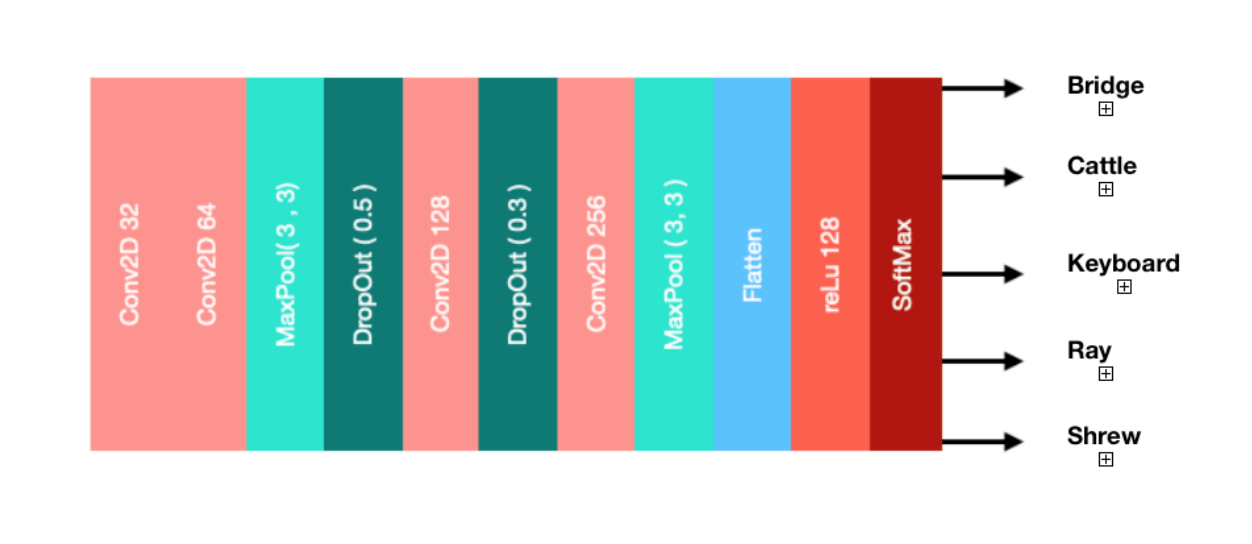 Conv2D 32
Conv2D 64
MaxPool( 3 , 3)
DropOut ( 0.5 )
Conv2D 128
DropOut ( 0.3 )
Conv2D 256
MaxPool ( 3, 3 )
Flatten
reLu 128
SoftMax
Bridge
Cattle
Keyboard
Ray
Shrew